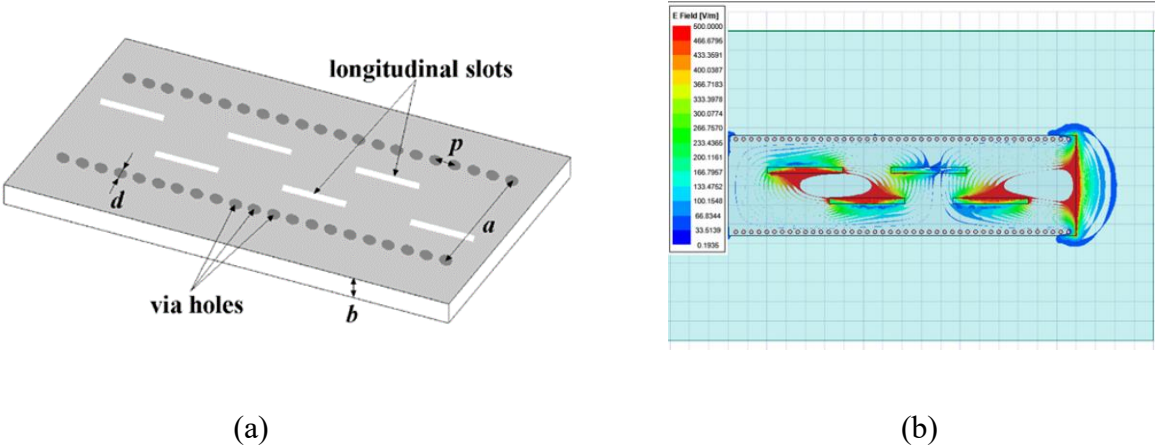 longitudinal slots
p
d
a
via holes
b
E Field [V/m]
500.0000
466.6795
433.3591
400.0387
366.7183
333.3978
300.0774
266.7570
233.4365
200.1161
166.7957
133.4752
100.1548
66.8344
33.5139
0.1935
(a)
(b)